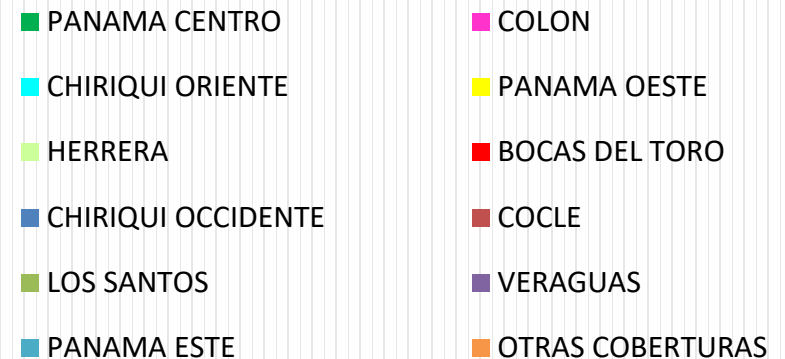 PANAMA CENTRO
COLON
CHIRIQUI ORIENTE
PANAMA OESTE
HERRERA
BOCAS DEL TORO
CHIRIQUI OCCIDENTE
COCLE
LOS SANTOS
VERAGUAS
PANAMA ESTE
OTRAS COBERTURAS